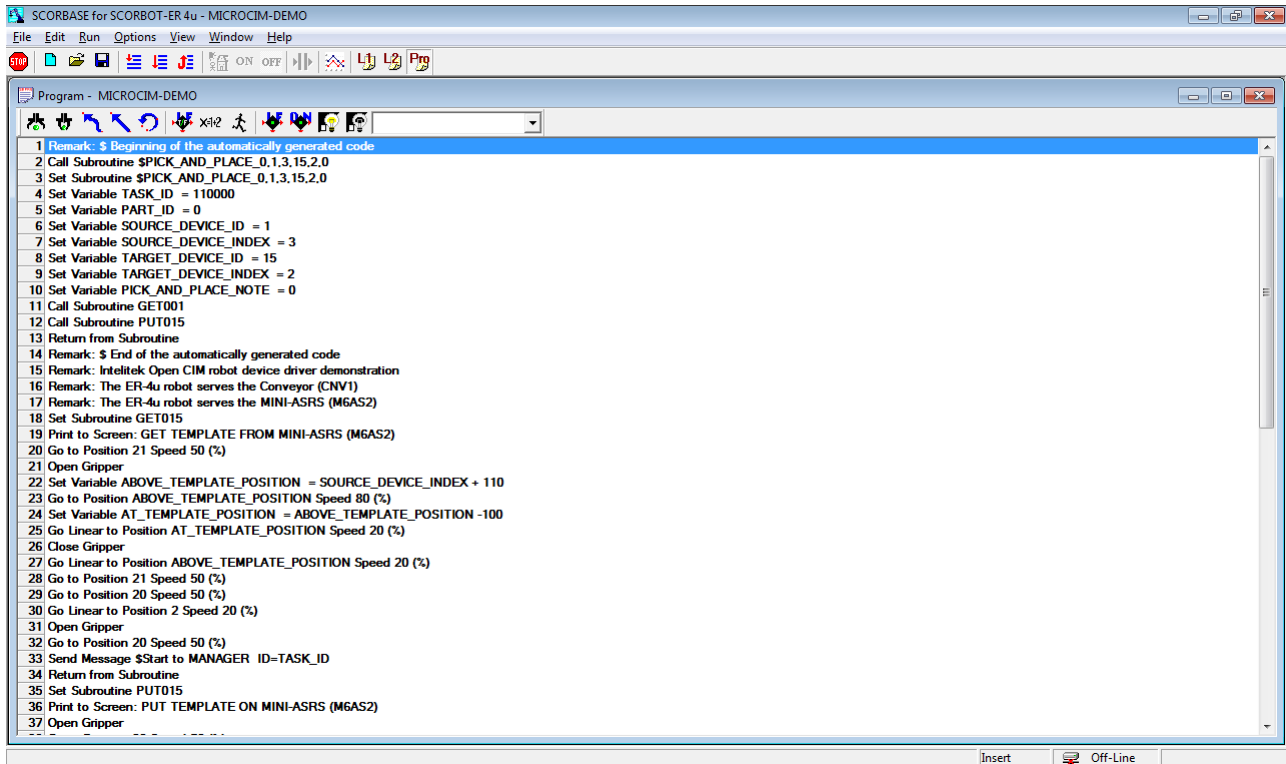 SCORBASE for SCORBOT-ER 4u - MICROCIM-DEMO
File Edit Run Options View Window Help
STOP ON OFF L1 L2 Prg
Program - MICROCIM-DEMO
X=1+2
1 Remark: $ Beginning of the automatically generated code
2 Call Subroutine $PICK_AND_PLACE_0,1,3,15,2,0
3 Set Subroutine $PICK_AND_PLACE_0,1,3,15,2,0
4 Set Variable TASK_ID = 110000
5 Set Variable PART_ID = 0
6 Set Variable SOURCE_DEVICE_ID = 1
7 Set Variable SOURCE_DEVICE_INDEX = 3
8 Set Variable TARGET_DEVICE_ID = 15
9 Set Variable TARGET_DEVICE_INDEX = 2
10 Set Variable PICK_AND_PLACE_NOTE = 0
11 Call Subroutine GET001
12 Call Subroutine PUT015
13 Return from Subroutine
14 Remark: $ End of the automatically generated code
15 Remark: Intelitek Open CIM robot device driver demonstration
16 Remark: The ER-4u robot serves the Conveyor (CNV1)
17 Remark: The ER-4u robot serves the MINI-ASRS (M6AS2)
18 Set Subroutine GET015
19 Print to Screen: GET TEMPLATE FROM MINI-ASRS (M6AS2)
20 Go to Position 21 Speed 50 (%)
21 Open Gripper
22 Set Variable ABOVE_TEMPLATE_POSITION = SOURCE_DEVICE_INDEX + 110
23 Go to Position ABOVE_TEMPLATE_POSITION Speed 80 (%)
24 Set Variable AT_TEMPLATE_POSITION = ABOVE_TEMPLATE_POSITION -100
25 Go Linear to Position AT_TEMPLATE_POSITION Speed 20 (%)
26 Close Gripper
27 Go Linear to Position ABOVE_TEMPLATE_POSITION Speed 20 (%)
28 Go to Position 21 Speed 50 (%)
29 Go to Position 20 Speed 50 (%)
30 Go Linear to Position 2 Speed 20 (%)
31 Open Gripper
32 Go to Position 20 Speed 50 (%)
33 Send Message $Start to MANAGER ID=TASK_ID
34 Return from Subroutine
35 Set Subroutine PUT015
36 Print to Screen: PUT TEMPLATE ON MINI-ASRS (M6AS2)
37 Open Gripper
Insert Off-Line